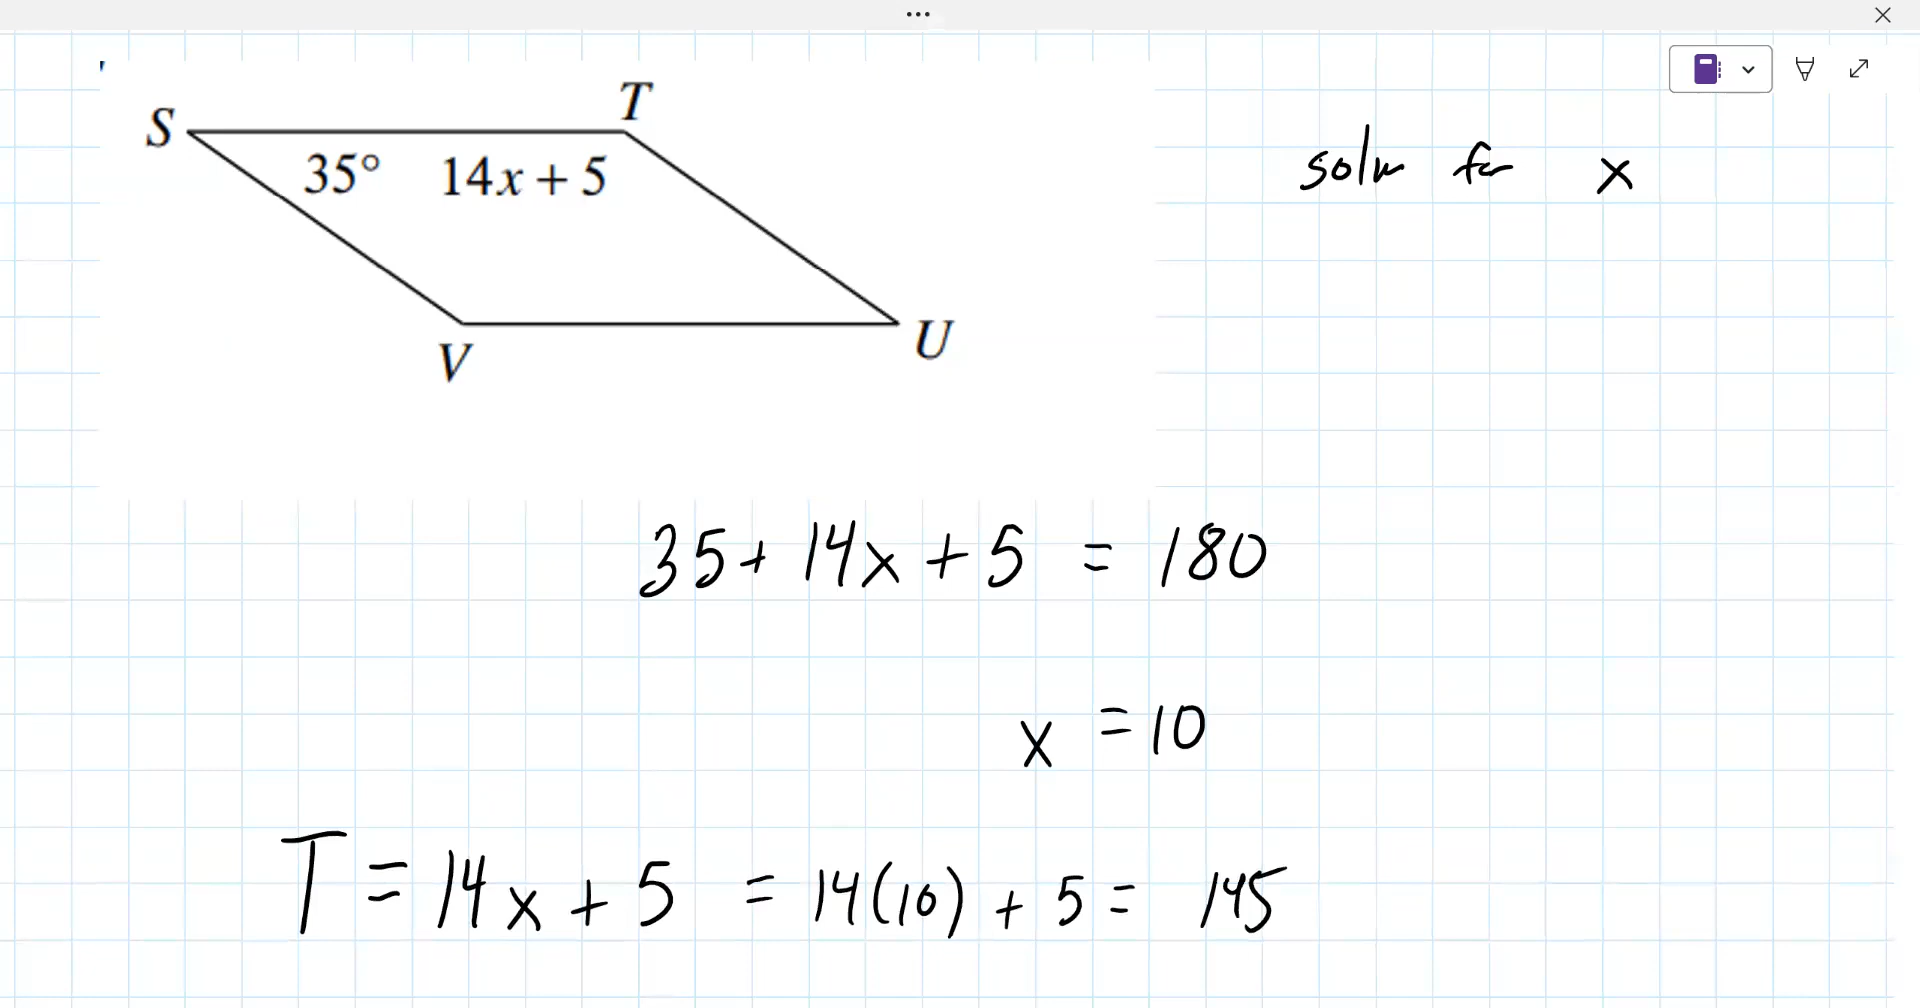 S
T
35° 14x + 5
V
U
solve for x
35 + 14x + 5 = 180
x = 10
T = 14x + 5 = 14(10) + 5 = 145